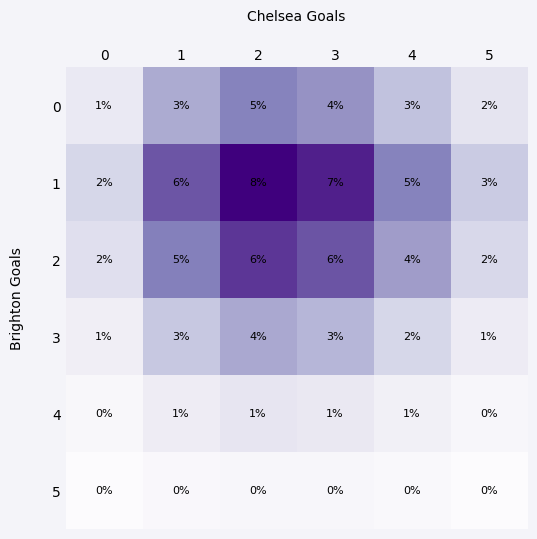 Chelsea Goals
0 1 2 3 4 5
0 1% 3% 5% 4% 3% 2%
1 2% 6% 8% 7% 5% 3%
2 2% 5% 6% 6% 4% 2%
3 1% 3% 4% 3% 2% 1%
4 0% 1% 1% 1% 1% 0%
5 0% 0% 0% 0% 0% 0%
Brighton Goals